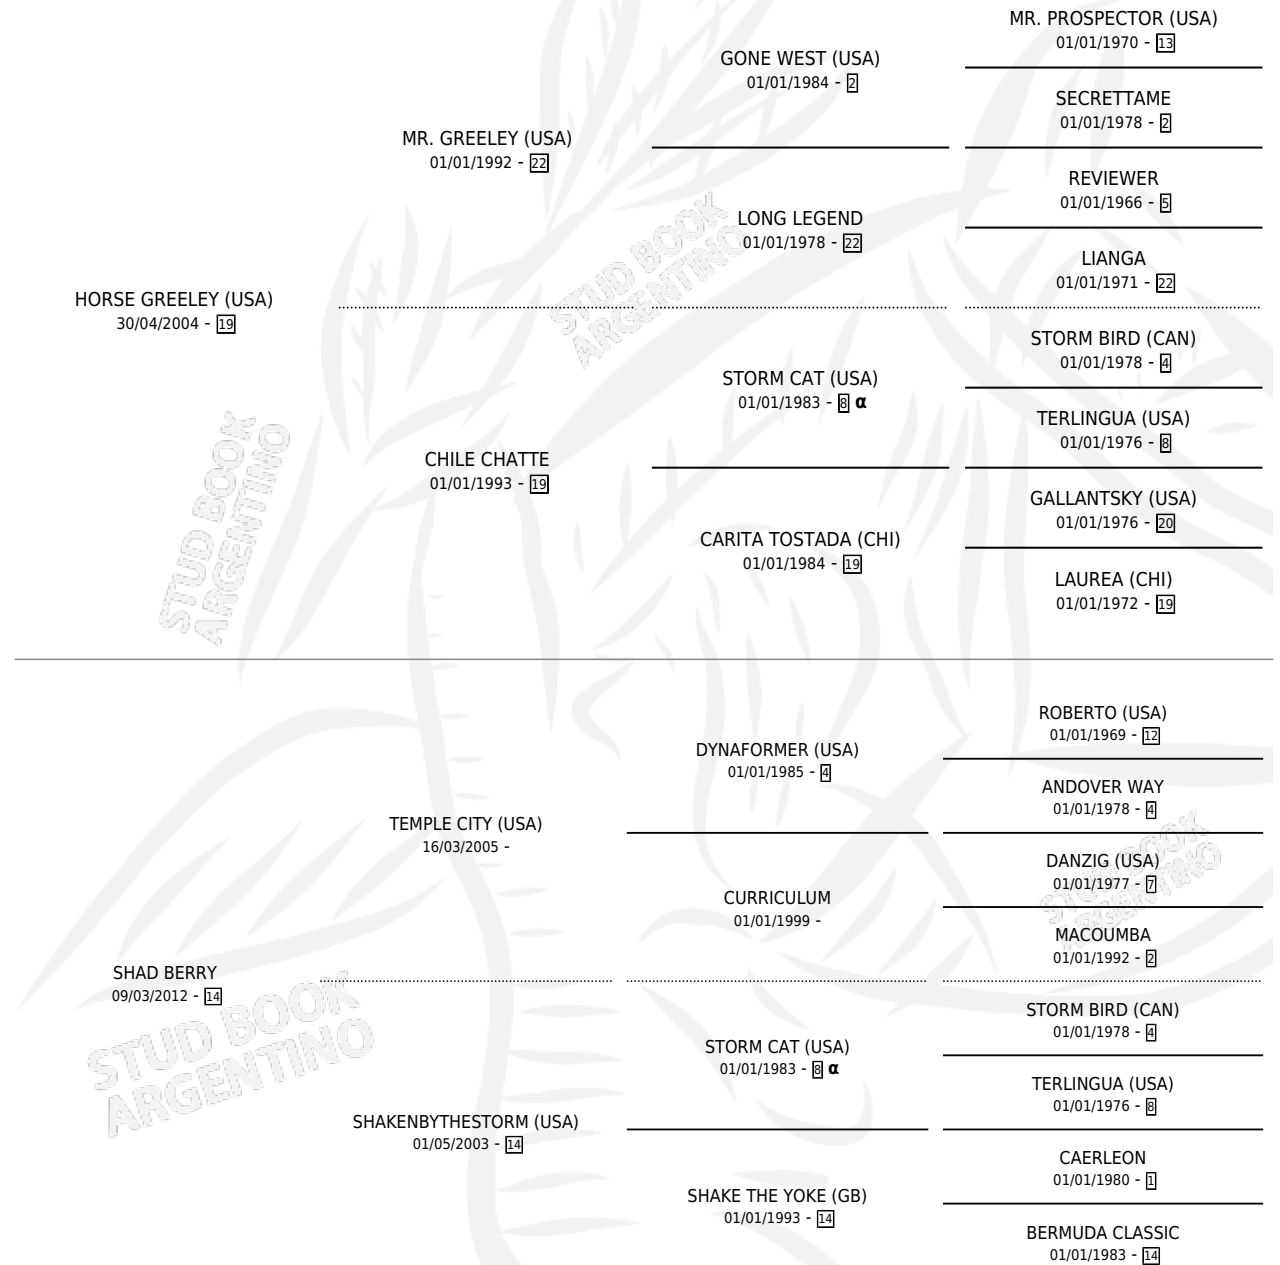 MR. PROSPECTOR (USA)
01/01/1970 - 13
GONE WEST (USA)
01/01/1984 - 2
SECRETTAME
01/01/1978 - 2
MR. GREELEY (USA)
01/01/1992 - 22
REVIEWER
01/01/1966 - 5
LONG LEGEND
01/01/1978 - 22
LIANGA
01/01/1971 - 22
HORSE GREELEY (USA)
30/04/2004 - 19
STORM BIRD (CAN)
01/01/1978 - 4
STORM CAT (USA)
01/01/1983 - 8 α
TERLINGUA (USA)
01/01/1976 - 8
CHILE CHATTE
01/01/1993 - 19
GALLANTSKY (USA)
01/01/1976 - 20
CARITA TOSTADA (CHI)
01/01/1984 - 19
LAUREA (CHI)
01/01/1972 - 19
ROBERTO (USA)
01/01/1969 - 12
DYNAFORMER (USA)
01/01/1985 - 4
ANDOVER WAY
01/01/1978 - 4
TEMPLE CITY (USA)
16/03/2005 -
DANZIG (USA)
01/01/1977 - 7
CURRICULUM
01/01/1999 -
MACOUMBA
01/01/1992 - 2
SHAD BERRY
09/03/2012 - 14
STORM BIRD (CAN)
01/01/1978 - 4
STORM CAT (USA)
01/01/1983 - 8 α
TERLINGUA (USA)
01/01/1976 - 8
SHAKENBYTHESTORM (USA)
01/05/2003 - 14
CAERLEON
01/01/1980 - 1
SHAKE THE YOKE (GB)
01/01/1993 - 14
BERMUDA CLASSIC
01/01/1983 - 14
STUD BOOK
ARGENTINO
STUD BOOK
ARGENTINO
STUD BOOK
ARGENTINO
STUD BOOK
ARGENTINO